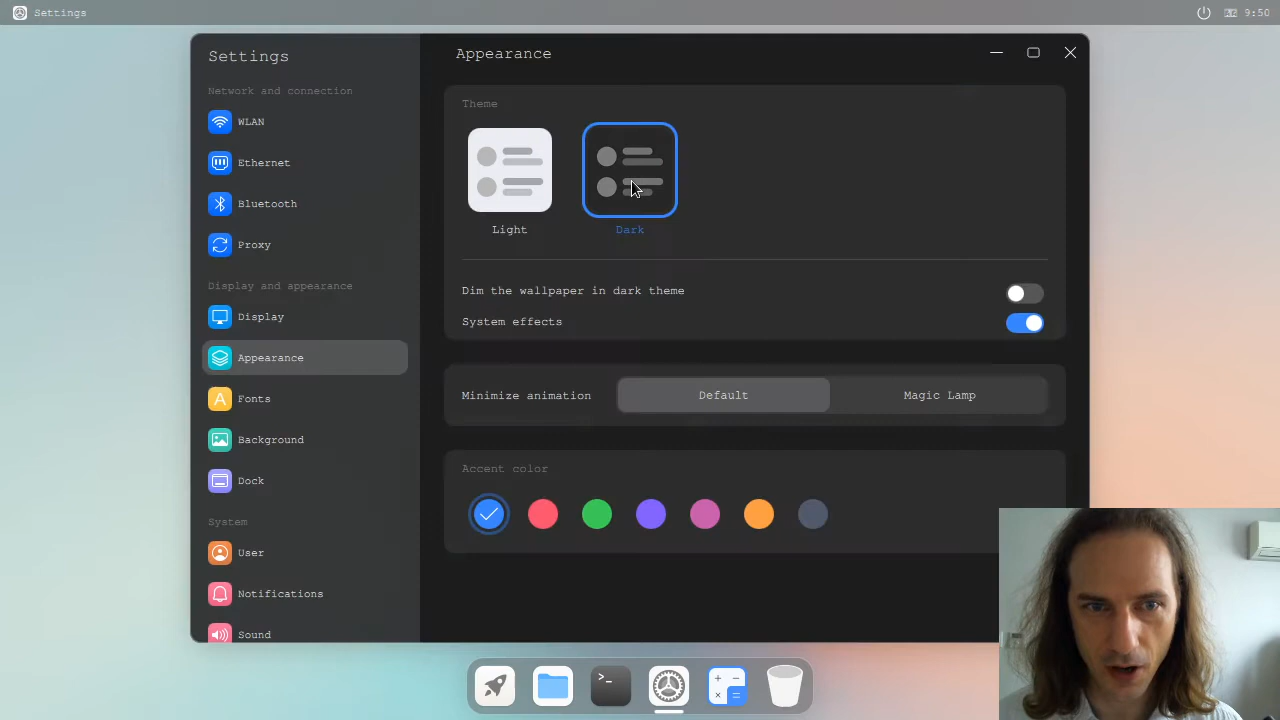 Settings
9:50
Settings
Appearance
Network and connection
Theme
WLAN
Ethernet
Bluetooth
Proxy
Light
Dark
Display and appearance
Dim the wallpaper in dark theme
Display
System effects
Appearance
Fonts
Minimize animation
Default
Magic Lamp
Background
Accent color
Dock
System
User
Notifications
Sound